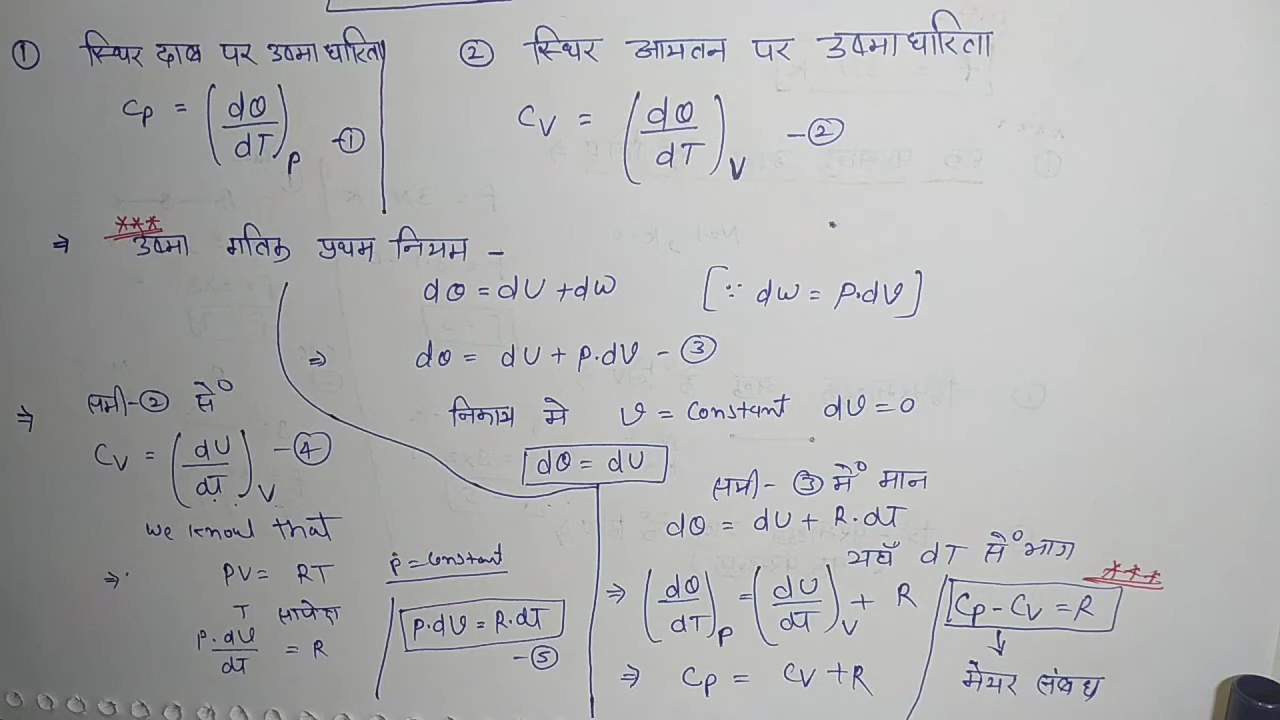 ① स्थिर दाब पर उष्माधारिता
Cp = (dQ/dT)p -①
② स्थिर आयतन पर उष्माधारिता
Cv = (dQ/dT)v -②
***
⇒ उष्मा गतिक प्रथम नियम -
dQ = dU + dW [∵ dW = P.dV]
⇒ dQ = dU + P.dV - ③
निकाय मे V = Constant dV = 0
dQ = dU
⇒ समी-② से
Cv = (dU/dT)v -④
we know that
⇒ PV = RT
T सापेक्ष
P.dV/dT = R
P = Constant
P.dV = R.dT
-⑤
समी- ③ में मान
dQ = dU + R.dT
यहाँ dT से भाग
⇒ (dQ/dT)p = (dU/dT)v + R
⇒ Cp = Cv + R
***
Cp - Cv = R
↓
मेयर संबंध